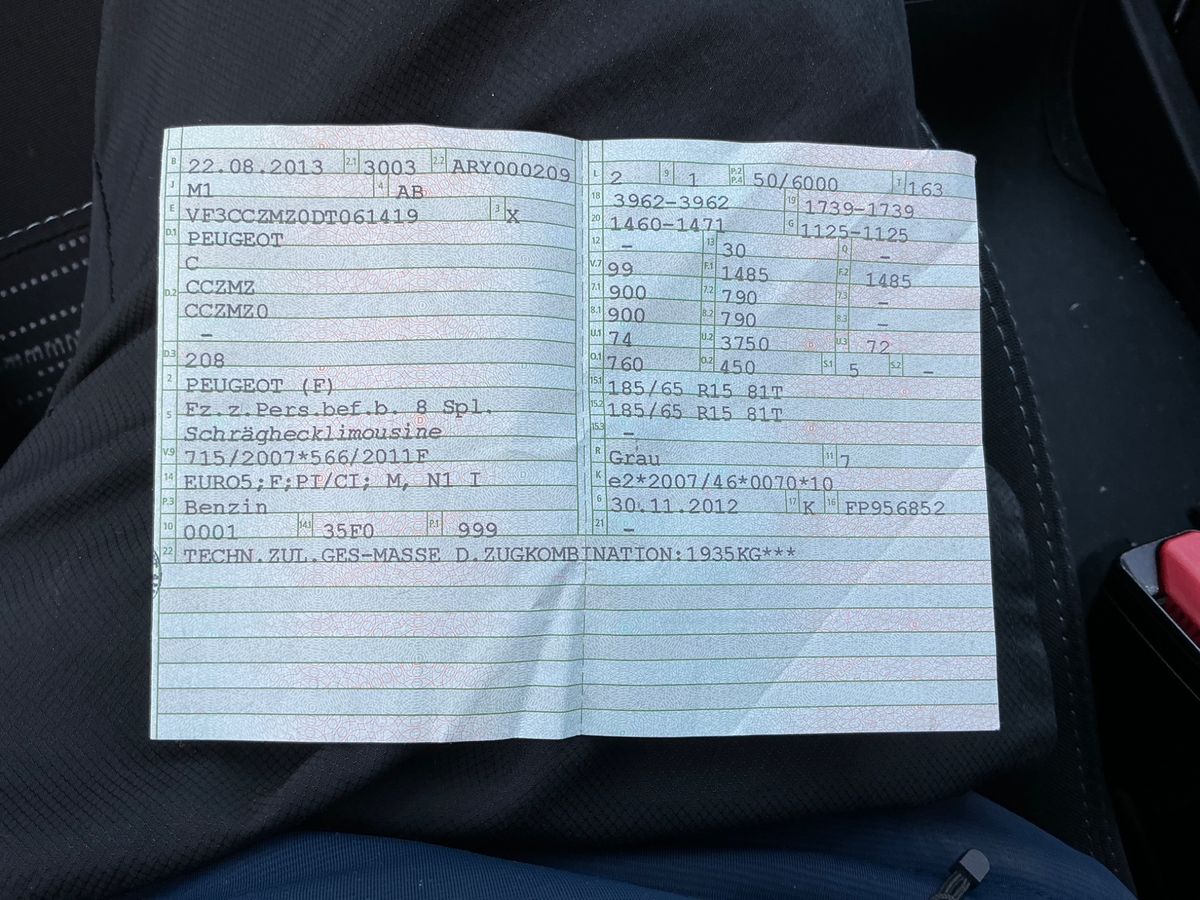 B 22.08.2013 2.1 3003 2.2 ARY000209
J M1 4 AB
E VF3CCZMZ0DT061419 3 X
D.1 PEUGEOT
C
D.2 CCZMZ
CCZMZ0
–
D.3 208
2 PEUGEOT (F)
5 Fz.z.Pers.bef.b. 8 Spl.
Schräghecklimousine
V.9 715/2007*566/2011F
14 EURO5;F;PI/CI; M, N1 I
P.3 Benzin
10 0001 14.1 35F0 P.1 999
L 2 9 1 P.2 P.4 50/6000 T 163
18 3962-3962 19 1739-1739
20 1460-1471 G 1125-1125
12 – 13 30 Q –
V.7 99 F.1 1485 F.2 1485
7.1 900 7.2 790 7.3 –
8.1 900 8.2 790 8.3 –
U.1 74 U.2 3750 U.3 72
O.1 760 O.2 450 S.1 5 S.2 –
15.1 185/65 R15 81T
15.2 185/65 R15 81T
15.3 –
R Grau 11 7
K e2*2007/46*0070*10
6 30.11.2012 17 K 16 FP956852
21 –
22 TECHN.ZUL.GES-MASSE D.ZUGKOMBINATION:1935KG***